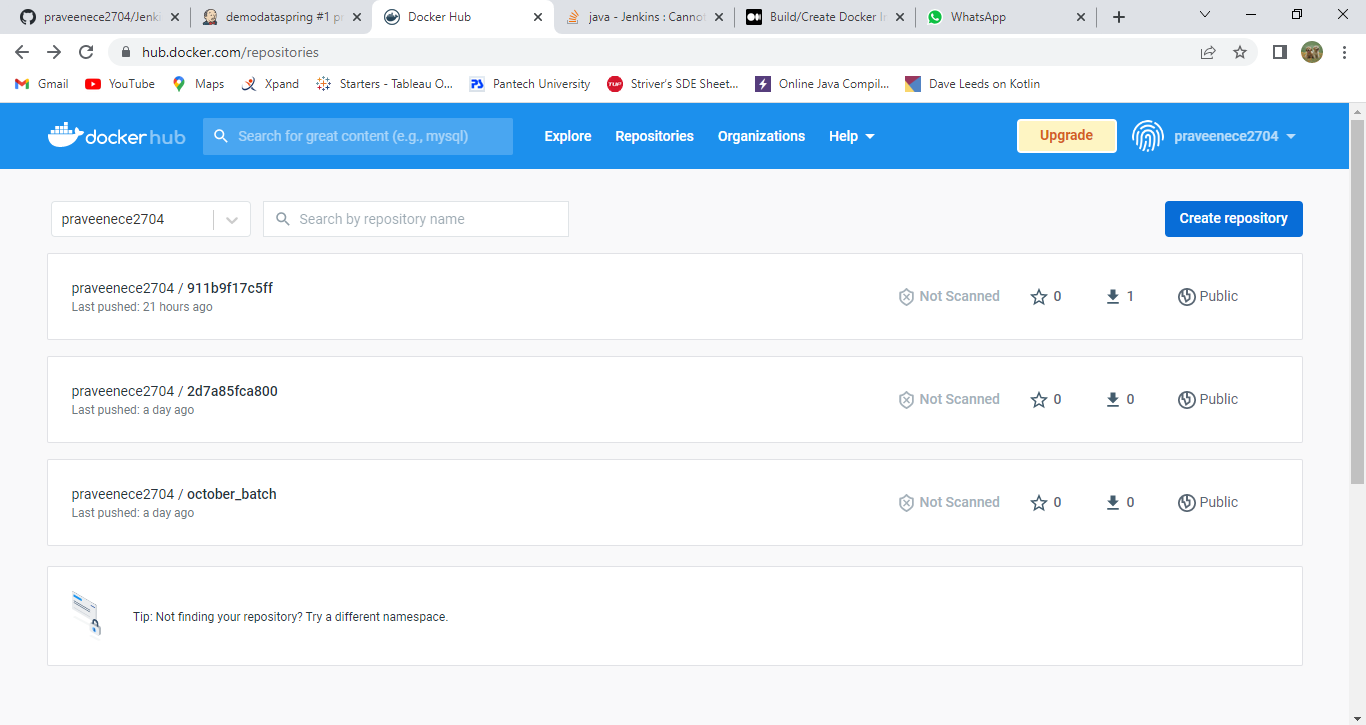 praveenece2704/Jenki
demodataspring #1
Docker Hub
java - Jenkins : Cannot
Build/Create Docker
WhatsApp
hub.docker.com/repositories
Gmail
YouTube
Maps
Xpand
Starters - Tableau O...
Ps
Pantech University
TUF
Striver's SDE Sheet...
Online Java Compil...
Dave Leeds on Kotlin
docker hub
Search for great content (e.g., mysql)
Explore
Repositories
Organizations
Help
Upgrade
praveenece2704
praveenece2704
Search by repository name
Create repository
praveenece2704 / 911b9f17c5ff
Last pushed: 21 hours ago
Not Scanned
0
1
Public
praveenece2704 / 2d7a85fca800
Last pushed: a day ago
Not Scanned
0
0
Public
praveenece2704 / october_batch
Last pushed: a day ago
Not Scanned
0
0
Public
Tip: Not finding your repository? Try a different namespace.